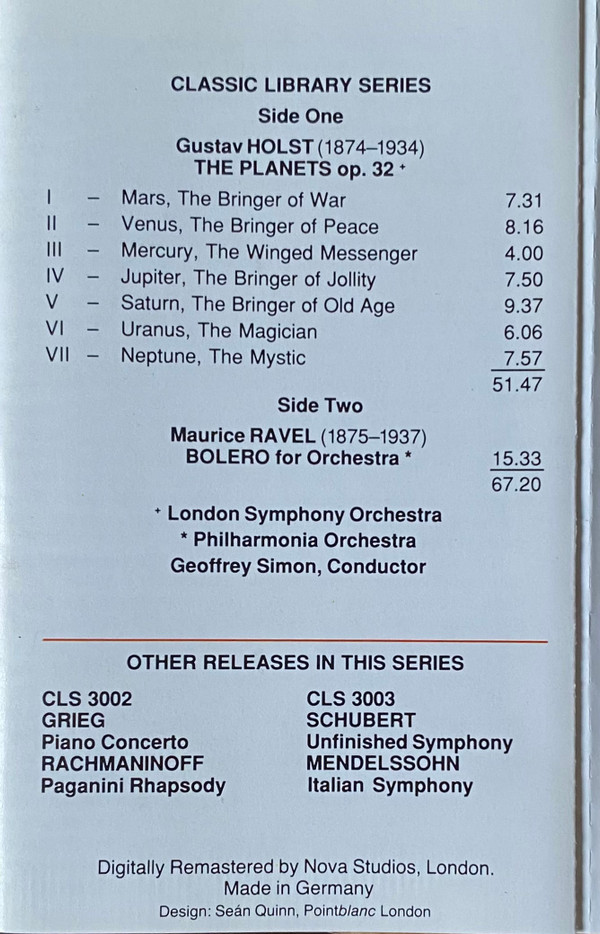 CLASSIC LIBRARY SERIES
Side One
Gustav HOLST (1874–1934)
THE PLANETS op. 32 +
I – Mars, The Bringer of War 7.31
II – Venus, The Bringer of Peace 8.16
III – Mercury, The Winged Messenger 4.00
IV – Jupiter, The Bringer of Jollity 7.50
V – Saturn, The Bringer of Old Age 9.37
VI – Uranus, The Magician 6.06
VII – Neptune, The Mystic 7.57
51.47
Side Two
Maurice RAVEL (1875–1937)
BOLERO for Orchestra * 15.33
67.20
+ London Symphony Orchestra
* Philharmonia Orchestra
Geoffrey Simon, Conductor
OTHER RELEASES IN THIS SERIES
CLS 3002
GRIEG
Piano Concerto
RACHMANINOFF
Paganini Rhapsody
CLS 3003
SCHUBERT
Unfinished Symphony
MENDELSSOHN
Italian Symphony
Digitally Remastered by Nova Studios, London.
Made in Germany
Design: Seán Quinn, Pointblanc London